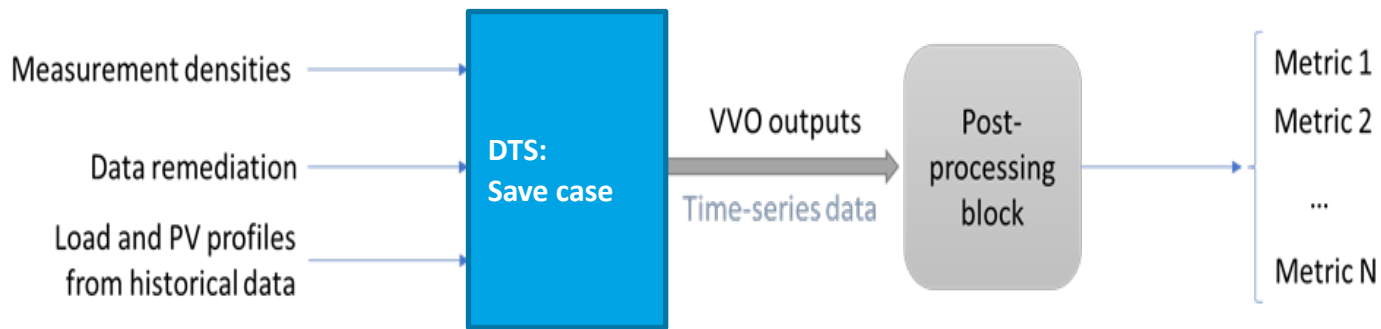 Measurement densities
Data remediation
Load and PV profiles
from historical data
DTS:
Save case
VVO outputs
Time-series data
Post-
processing
block
Metric 1
Metric 2
...
Metric N